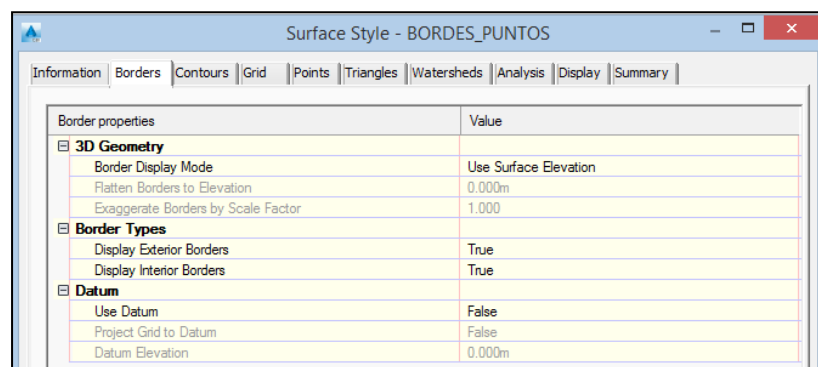 Surface Style - BORDES_PUNTOS
Information Borders Contours Grid Points Triangles Watersheds Analysis Display Summary
Border properties Value
3D Geometry
Border Display Mode Use Surface Elevation
Flatten Borders to Elevation 0.000m
Exaggerate Borders by Scale Factor 1.000
Border Types
Display Exterior Borders True
Display Interior Borders True
Datum
Use Datum False
Project Grid to Datum False
Datum Elevation 0.000m